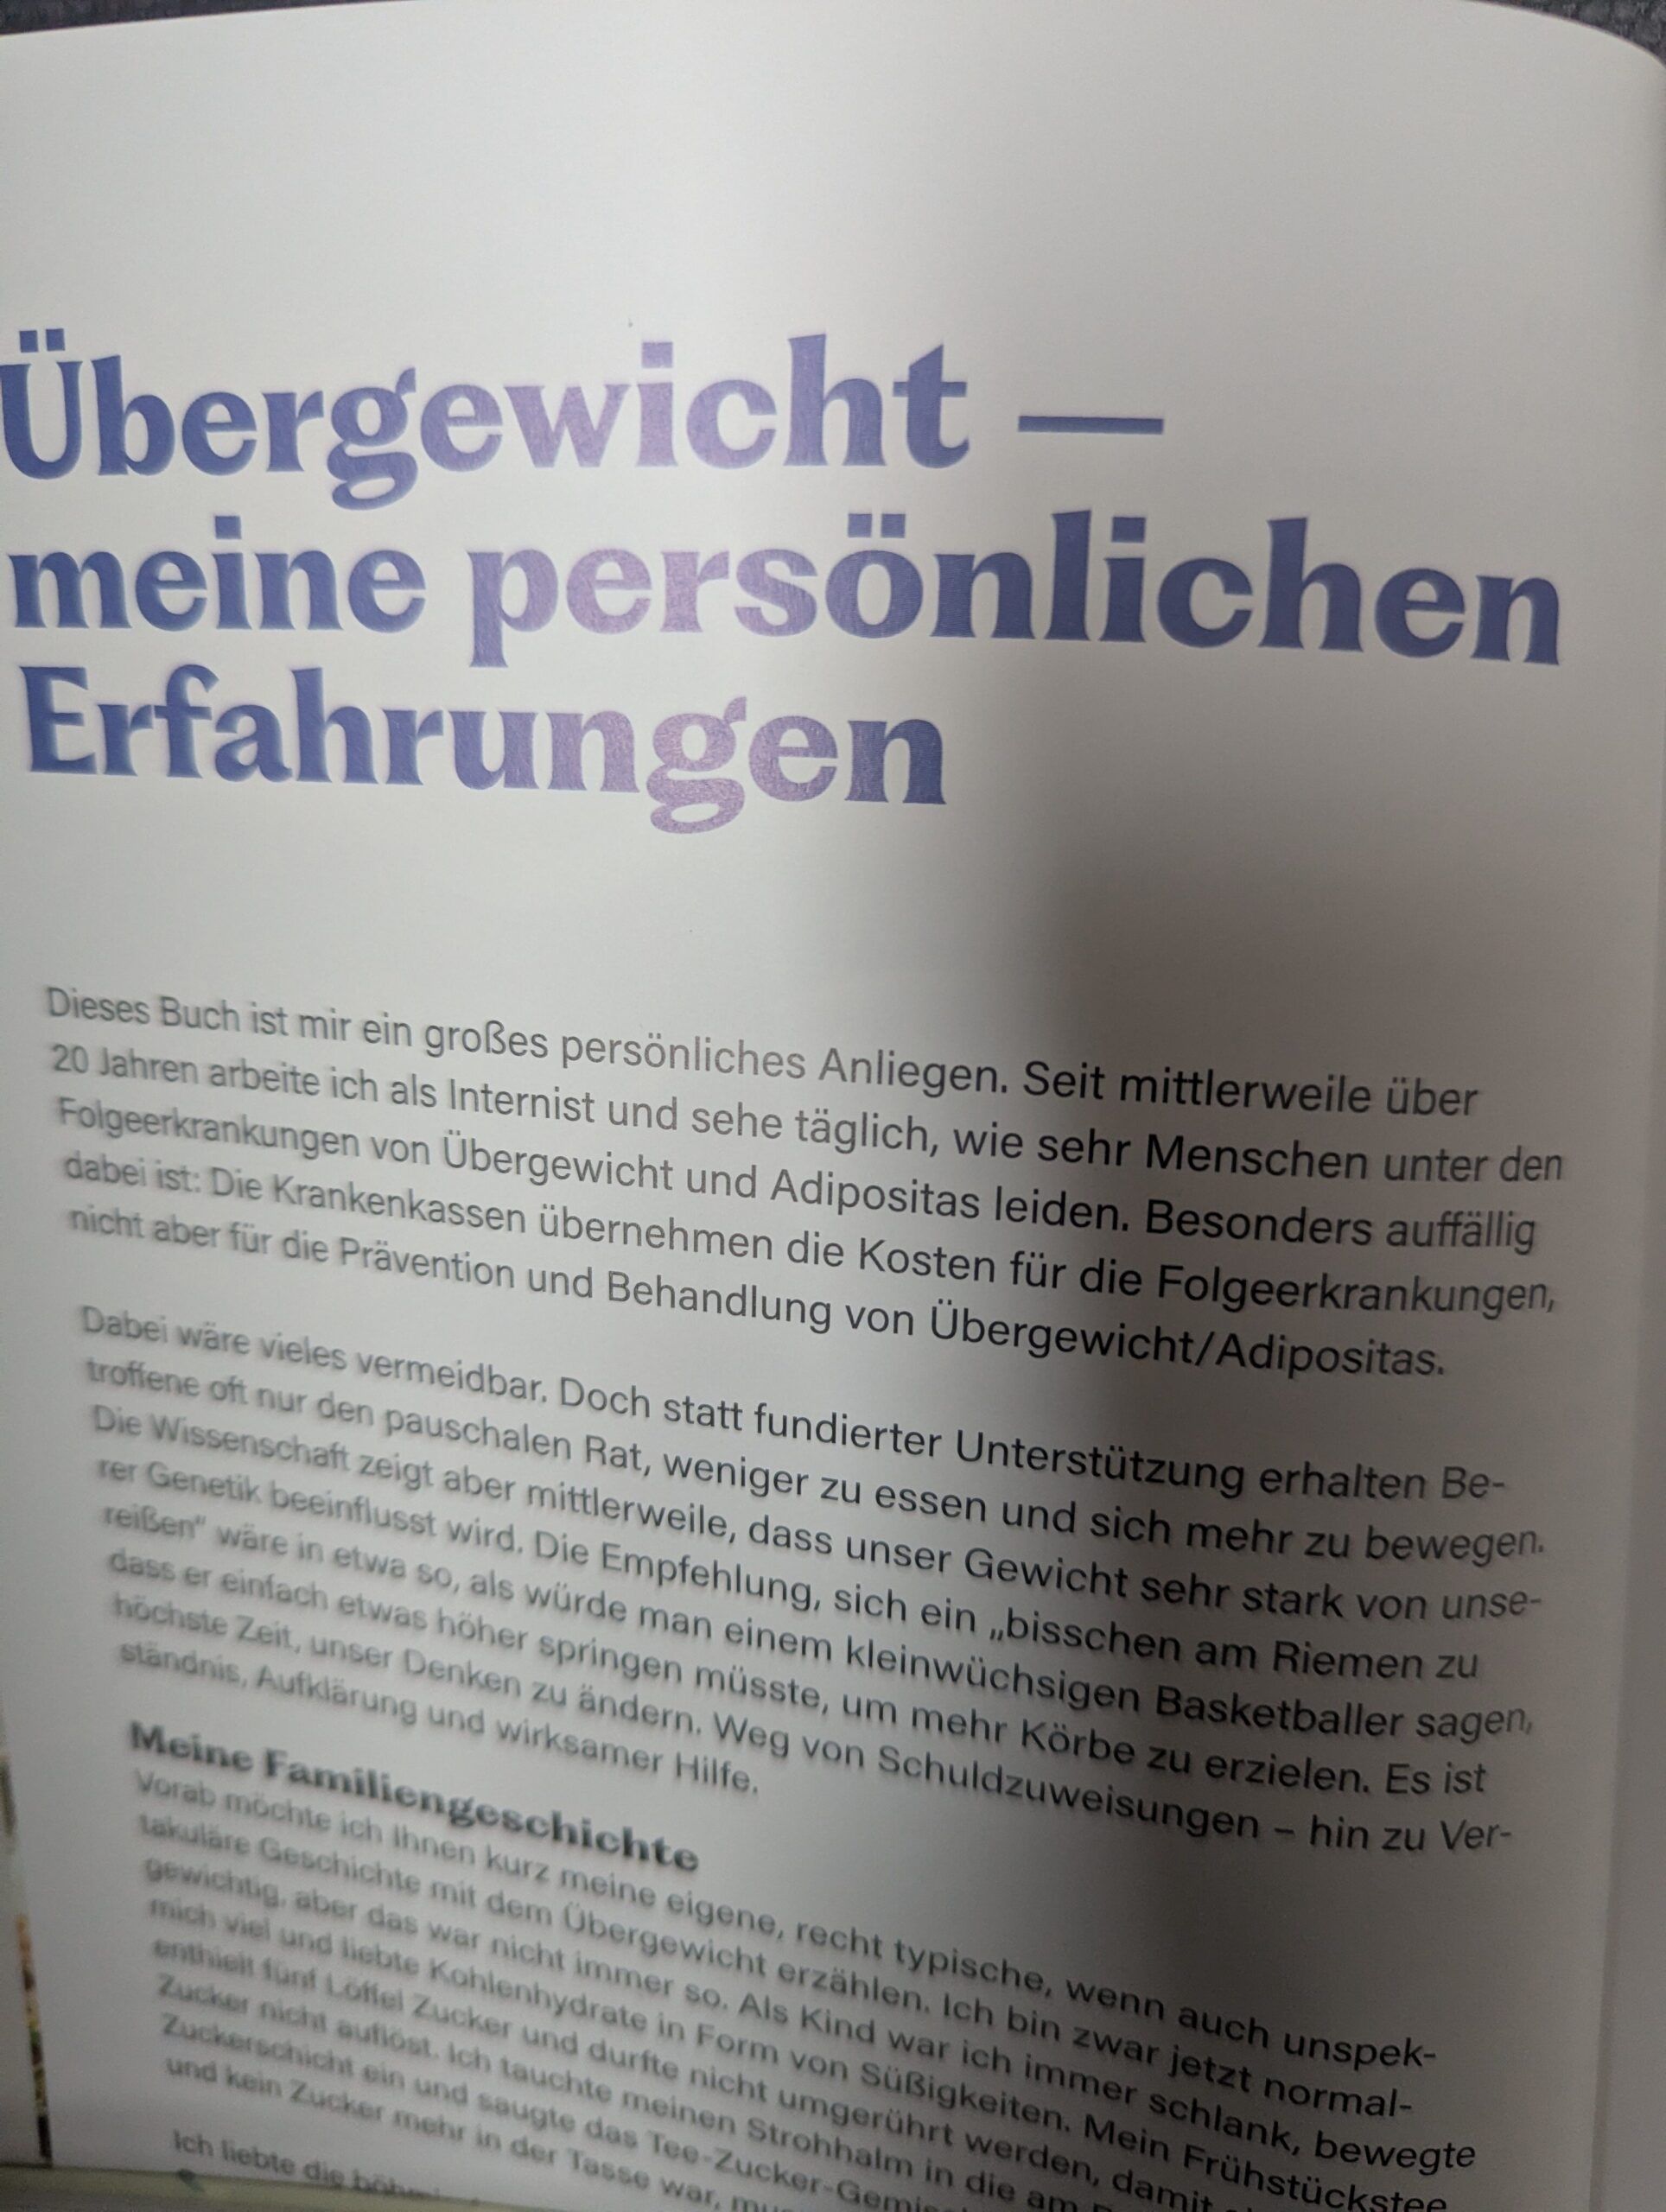 Übergewicht —
meine persönlichen
Erfahrungen
Dieses Buch ist mir ein großes persönliches Anliegen. Seit mittlerweile über
20 Jahren arbeite ich als Internist und sehe täglich, wie sehr Menschen unter den
Folgeerkrankungen von Übergewicht und Adipositas leiden. Besonders auffällig
dabei ist: Die Krankenkassen übernehmen die Kosten für die Folgeerkrankungen,
nicht aber für die Prävention und Behandlung von Übergewicht/Adipositas.
Dabei wäre vieles vermeidbar. Doch statt fundierter Unterstützung erhalten Be-
troffene oft nur den pauschalen Rat, weniger zu essen und sich mehr zu bewegen.
Die Wissenschaft zeigt aber mittlerweile, dass unser Gewicht sehr stark von unse-
rer Genetik beeinflusst wird. Die Empfehlung, sich ein „bisschen am Riemen zu
reißen“ wäre in etwa so, als würde man einem kleinwüchsigen Basketballer sagen,
dass er einfach etwas höher springen müsste, um mehr Körbe zu erzielen. Es ist
höchste Zeit, unser Denken zu ändern. Weg von Schuldzuweisungen – hin zu Ver-
ständnis, Aufklärung und wirksamer Hilfe.
Meine Familiengeschichte
Vorab möchte ich Ihnen kurz meine eigene, recht typische, wenn auch unspek-
takuläre Geschichte mit dem Übergewicht erzählen. Ich bin zwar jetzt normal-
gewichtig, aber das war nicht immer so. Als Kind war ich immer schlank, bewegte
mich viel und liebte Kohlenhydrate in Form von Süßigkeiten. Mein Frühstückstee
enthielt fünf Löffel Zucker und durfte nicht umgerührt werden, damit
Zucker nicht auflöst. Ich tauchte meinen Strohhalm in die am
Zuckerschicht ein und saugte das Tee-Zucker-Gemis
und kein Zucker mehr in der Tasse war,
Ich liebte die